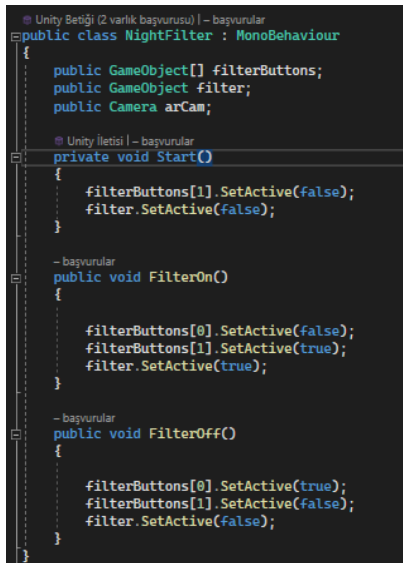 Unity Betiği (2 varlık başvurusu) | – başvurular
public class NightFilter : MonoBehaviour
{
public GameObject[] filterButtons;
public GameObject filter;
public Camera arCam;
Unity İletisi | – başvurular
private void Start()
{
filterButtons[1].SetActive(false);
filter.SetActive(false);
}
– başvurular
public void FilterOn()
{
filterButtons[0].SetActive(false);
filterButtons[1].SetActive(true);
filter.SetActive(true);
}
– başvurular
public void FilterOff()
{
filterButtons[0].SetActive(true);
filterButtons[1].SetActive(false);
filter.SetActive(false);
}
}